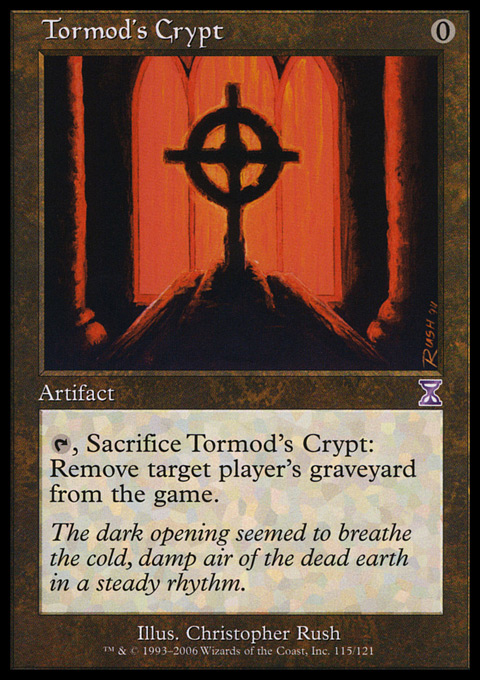 Tormod's Crypt 0
RUSH 94
Artifact
, Sacrifice Tormod's Crypt:
Remove target player's graveyard
from the game.
The dark opening seemed to breathe
the cold, damp air of the dead earth
in a steady rhythm.
Illus. Christopher Rush
™ & © 1993–2006 Wizards of the Coast, Inc. 115/121